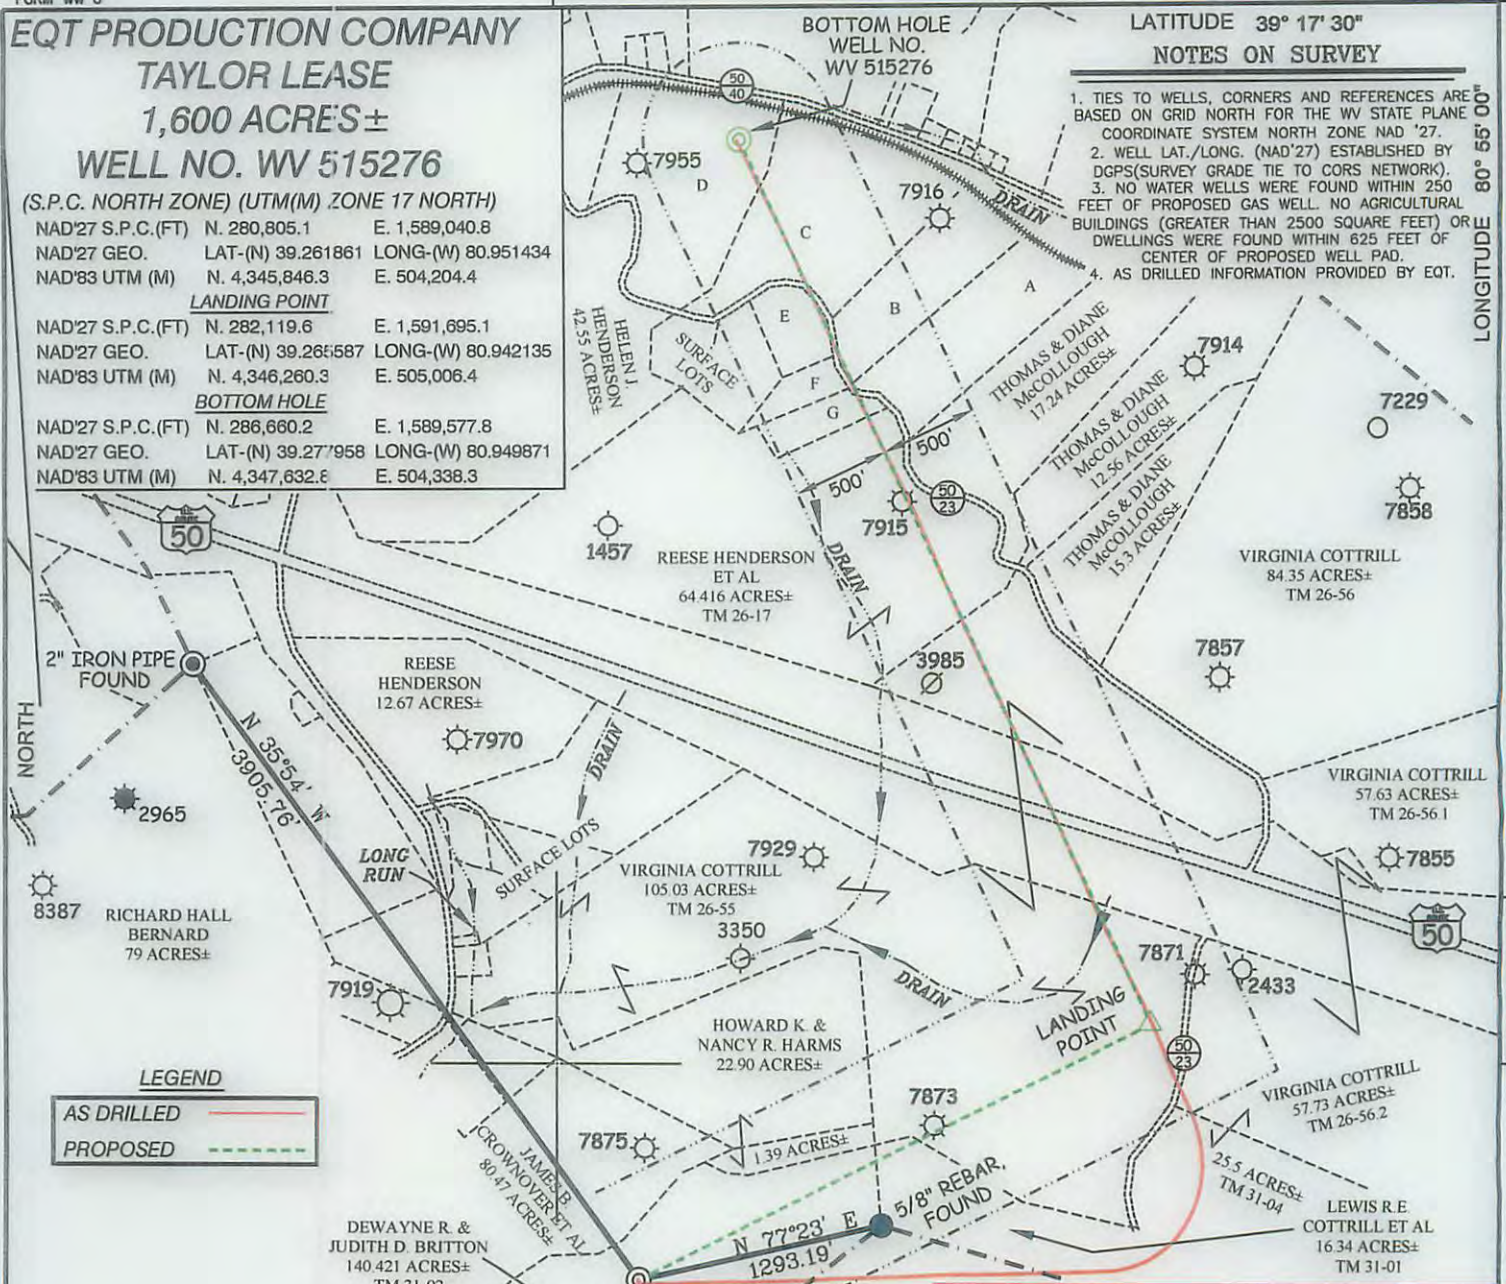 EQT PRODUCTION COMPANY
TAYLOR LEASE
1,600 ACRES±
WELL NO. WV 515276
(S.P.C. NORTH ZONE) (UTM(M) ZONE 17 NORTH)
NAD'27 S.P.C.(FT) N. 280,805.1 E. 1,589,040.8
NAD'27 GEO. LAT-(N) 39.261861 LONG-(W) 80.951434
NAD'83 UTM (M) N. 4,345,846.3 E. 504,204.4
LANDING POINT
NAD'27 S.P.C.(FT) N. 282,119.6 E. 1,591,695.1
NAD'27 GEO. LAT-(N) 39.265587 LONG-(W) 80.942135
NAD'83 UTM (M) N. 4,346,260.3 E. 505,006.4
BOTTOM HOLE
NAD'27 S.P.C.(FT) N. 286,660.2 E. 1,589,577.8
NAD'27 GEO. LAT-(N) 39.277958 LONG-(W) 80.949871
NAD'83 UTM (M) N. 4,347,632.8 E. 504,338.3
BOTTOM HOLE
WELL NO.
WV 515276
LATITUDE 39° 17' 30"
NOTES ON SURVEY
1. TIES TO WELLS, CORNERS AND REFERENCES ARE
BASED ON GRID NORTH FOR THE WV STATE PLANE
COORDINATE SYSTEM NORTH ZONE NAD '27.
2. WELL LAT./LONG. (NAD'27) ESTABLISHED BY
DGPS(SURVEY GRADE TIE TO CORS NETWORK).
3. NO WATER WELLS WERE FOUND WITHIN 250
FEET OF PROPOSED GAS WELL. NO AGRICULTURAL
BUILDINGS (GREATER THAN 2500 SQUARE FEET) OR
DWELLINGS WERE FOUND WITHIN 625 FEET OF
CENTER OF PROPOSED WELL PAD.
4. AS DRILLED INFORMATION PROVIDED BY EQT.
LONGITUDE 80° 55' 00"
50
40
7955
D
7916
DRAIN
C
A
B
E
F
G
HELEN J.
HENDERSON
42.55 ACRES±
SURFACE
LOTS
THOMAS & DIANE
McCOLLOUGH
17.24 ACRES±
THOMAS & DIANE
McCOLLOUGH
12.56 ACRES±
THOMAS & DIANE
McCOLLOUGH
15.3 ACRES±
7914
7229
7858
500'
500'
7915
50
23
50
1457
REESE HENDERSON
ET AL
64.416 ACRES±
TM 26-17
DRAIN
VIRGINIA COTTRILL
84.35 ACRES±
TM 26-56
2" IRON PIPE
FOUND
REESE
HENDERSON
12.67 ACRES±
3985
7857
NORTH
7970
DRAIN
N 35°54' W
3905.76'
2965
VIRGINIA COTTRILL
57.63 ACRES±
TM 26-56.1
LONG
RUN
SURFACE LOTS
7929
VIRGINIA COTTRILL
105.03 ACRES±
TM 26-55
7855
8387
RICHARD HALL
BERNARD
79 ACRES±
3350
50
7919
DRAIN
7871
2433
LANDING
POINT
HOWARD K. &
NANCY R. HARMS
22.90 ACRES±
50
23
LEGEND
AS DRILLED
PROPOSED
7873
VIRGINIA COTTRILL
57.73 ACRES±
TM 26-56.2
7875
1.39 ACRES±
JAMES B.
CROWNOVER ET AL
80.47 ACRES±
5/8" REBAR,
FOUND
25.5 ACRES±
TM 31-04
DEWAYNE R. &
JUDITH D. BRITTON
140.421 ACRES±
N 77°23' E
1293.19'
LEWIS R.E.
COTTRILL ET AL
16.34 ACRES±
TM 31-01